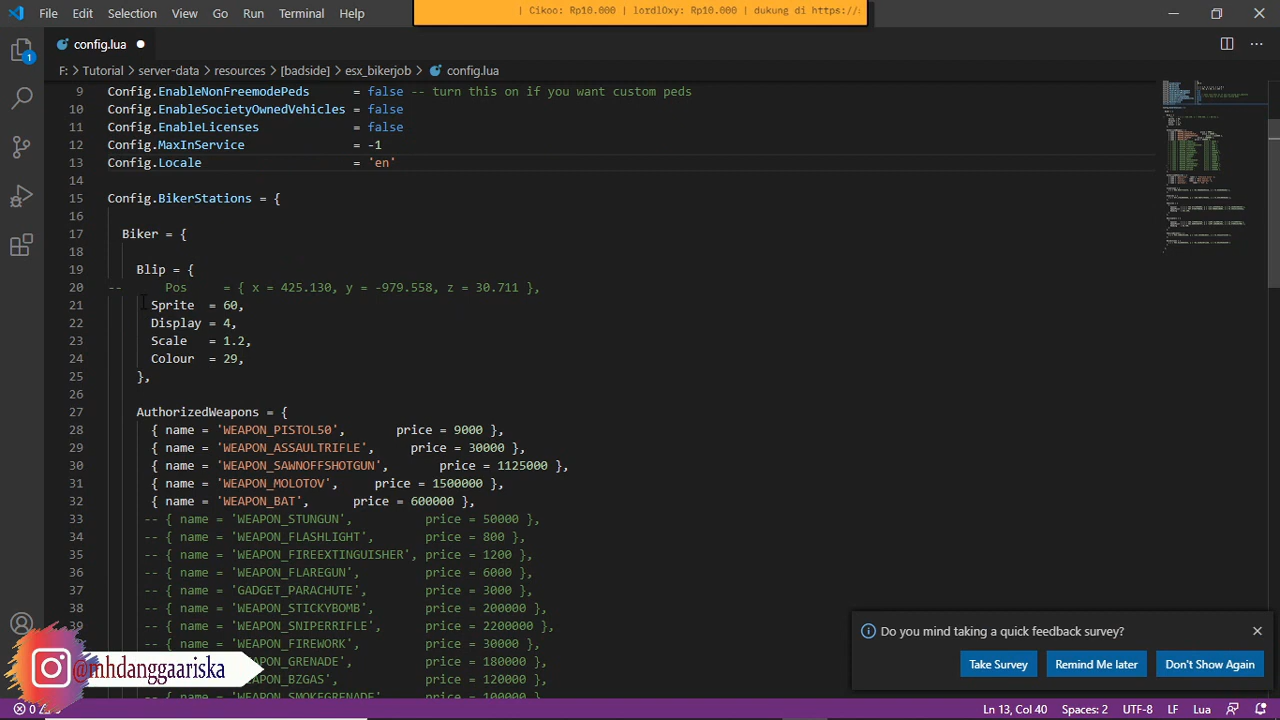 File Edit Selection View Go Run Terminal Help
| Cikoo: Rp10.000 | lordlOxy: Rp10.000 | dukung di https://
config.lua
F: > Tutorial > server-data > resources > [badside] > esx_bikerjob > config.lua
1
9 Config.EnableNonFreemodePeds = false -- turn this on if you want custom peds
10 Config.EnableSocietyOwnedVehicles = false
11 Config.EnableLicenses = false
12 Config.MaxInService = -1
13 Config.Locale = 'en'
14
15 Config.BikerStations = {
16
17 Biker = {
18
19 Blip = {
20 -- Pos = { x = 425.130, y = -979.558, z = 30.711 },
21 Sprite = 60,
22 Display = 4,
23 Scale = 1.2,
24 Colour = 29,
25 },
26
27 AuthorizedWeapons = {
28 { name = 'WEAPON_PISTOL50', price = 9000 },
29 { name = 'WEAPON_ASSAULTRIFLE', price = 30000 },
30 { name = 'WEAPON_SAWNOFFSHOTGUN', price = 1125000 },
31 { name = 'WEAPON_MOLOTOV', price = 1500000 },
32 { name = 'WEAPON_BAT', price = 600000 },
33 -- { name = 'WEAPON_STUNGUN', price = 50000 },
34 -- { name = 'WEAPON_FLASHLIGHT', price = 800 },
35 -- { name = 'WEAPON_FIREEXTINGUISHER', price = 1200 },
36 -- { name = 'WEAPON_FLAREGUN', price = 6000 },
37 -- { name = 'GADGET_PARACHUTE', price = 3000 },
38 -- { name = 'WEAPON_STICKYBOMB', price = 200000 },
39 -- { name = 'WEAPON_SNIPERRIFLE', price = 2200000 },
{ name = 'WEAPON_FIREWORK', price = 30000 },
'WEAPON_GRENADE', price = 180000 },
'WEAPON_BZGAS', price = 120000 },
'WEAPON_SMOKEGRENADE', price = 100000 },
Do you mind taking a quick feedback survey?
Take Survey Remind Me later Don't Show Again
@mhdanggaariska
0
Ln 13, Col 40 Spaces: 2 UTF-8 LF Lua